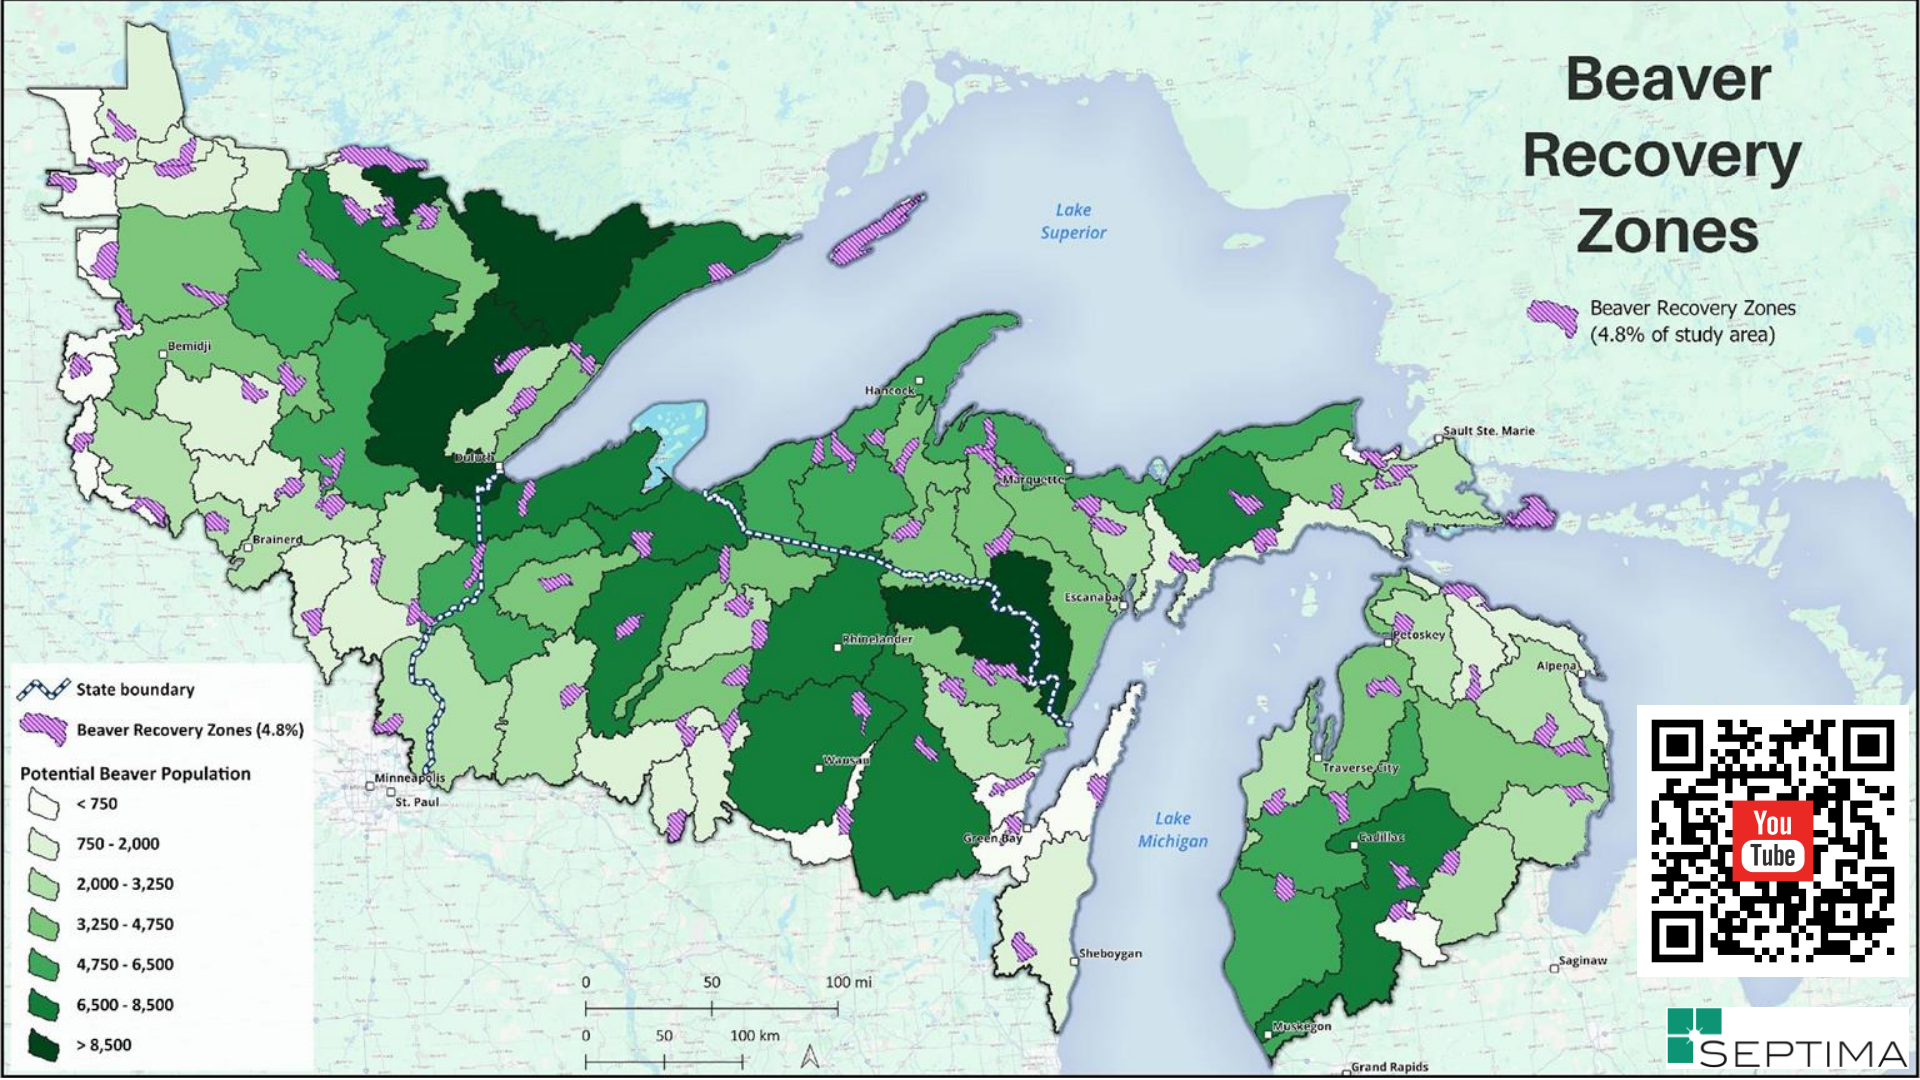 Beaver
Recovery
Zones
Beaver Recovery Zones
(4.8% of study area)
Lake
Superior
Bemidji
Hancock
Sault Ste. Marie
Duluth
Marquette
Brainerd
Escanaba
Rhinelander
Petoskey
Alpena
State boundary
Beaver Recovery Zones (4.8%)
Potential Beaver Population
< 750
750 - 2,000
2,000 - 3,250
3,250 - 4,750
4,750 - 6,500
6,500 - 8,500
> 8,500
Minneapolis
St. Paul
Wausau
Traverse City
Lake
Michigan
Green Bay
Cadillac
You
Tube
Sheboygan
Saginaw
0 50 100 mi
0 50 100 km
Muskegon
Grand Rapids
SEPTIMA